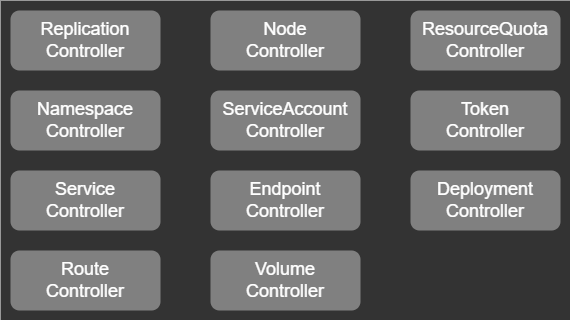 Replication
Controller
Node
Controller
ResourceQuota
Controller
Namespace
Controller
ServiceAccount
Controller
Token
Controller
Service
Controller
Endpoint
Controller
Deployment
Controller
Route
Controller
Volume
Controller